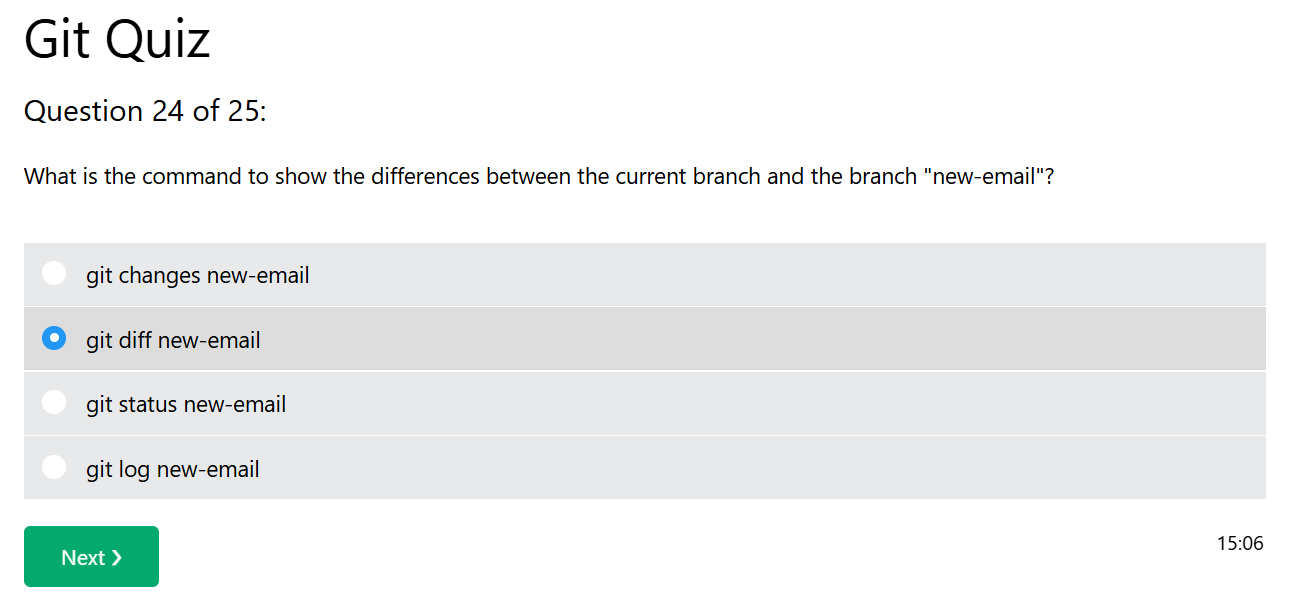 Git Quiz
Question 24 of 25:
What is the command to show the differences between the current branch and the branch "new-email"?
git changes new-email
git diff new-email
git status new-email
git log new-email
Next ❯
15:06